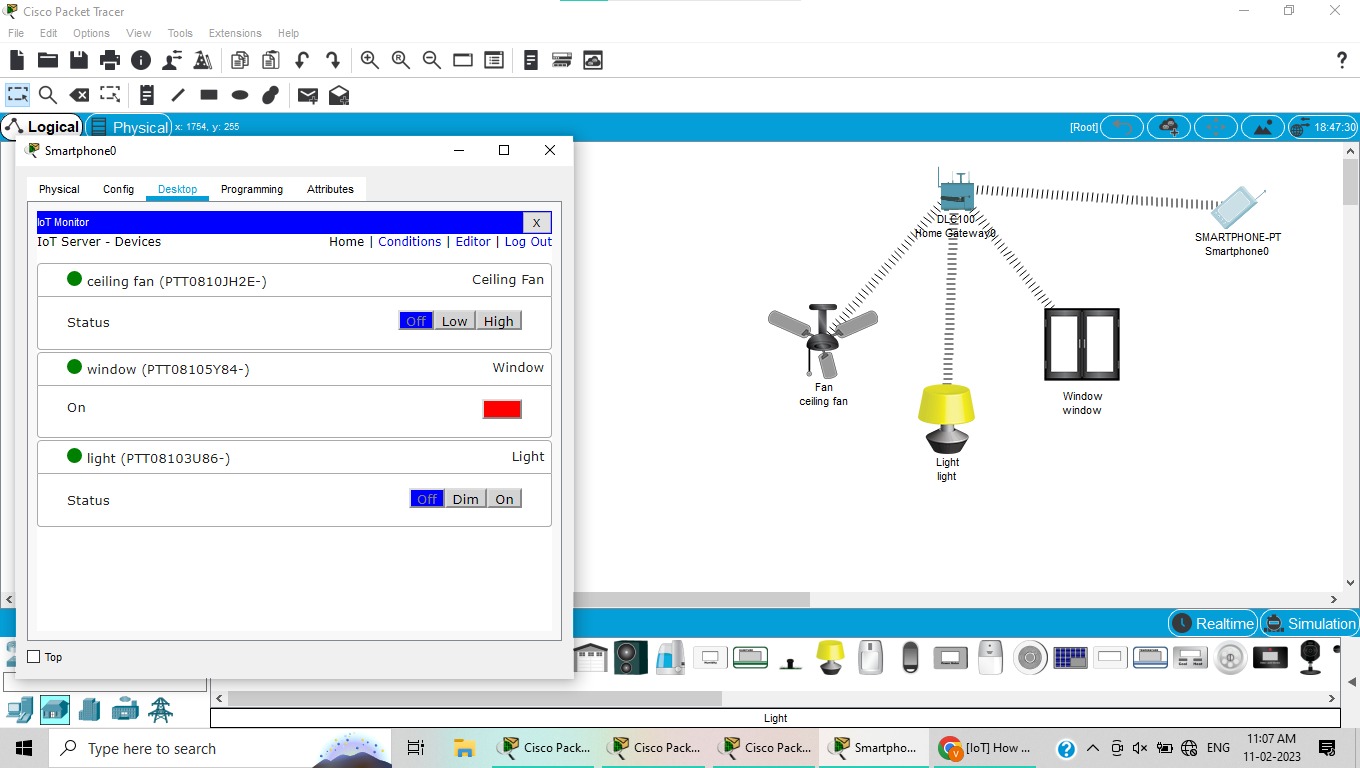 Cisco Packet Tracer
File Edit Options View Tools Extensions Help
?
Logical Physical x: 1754, y: 255 [Root] 18:47:30
Smartphone0
Physical Config Desktop Programming Attributes
IoT Monitor X
IoT Server - Devices Home | Conditions | Editor | Log Out
ceiling fan (PTT0810JH2E-) Ceiling Fan
Status Off Low High
window (PTT08105Y84-) Window
On
light (PTT08103U86-) Light
Status Off Dim On
Top
DLC100
Home Gateway0
SMARTPHONE-PT
Smartphone0
Fan
ceiling fan
Window
window
Light
light
Realtime Simulation
Light
Type here to search
Cisco Pack... Cisco Pack... Cisco Pack... Smartpho... [IoT] How ...
ENG 11:07 AM
11-02-2023